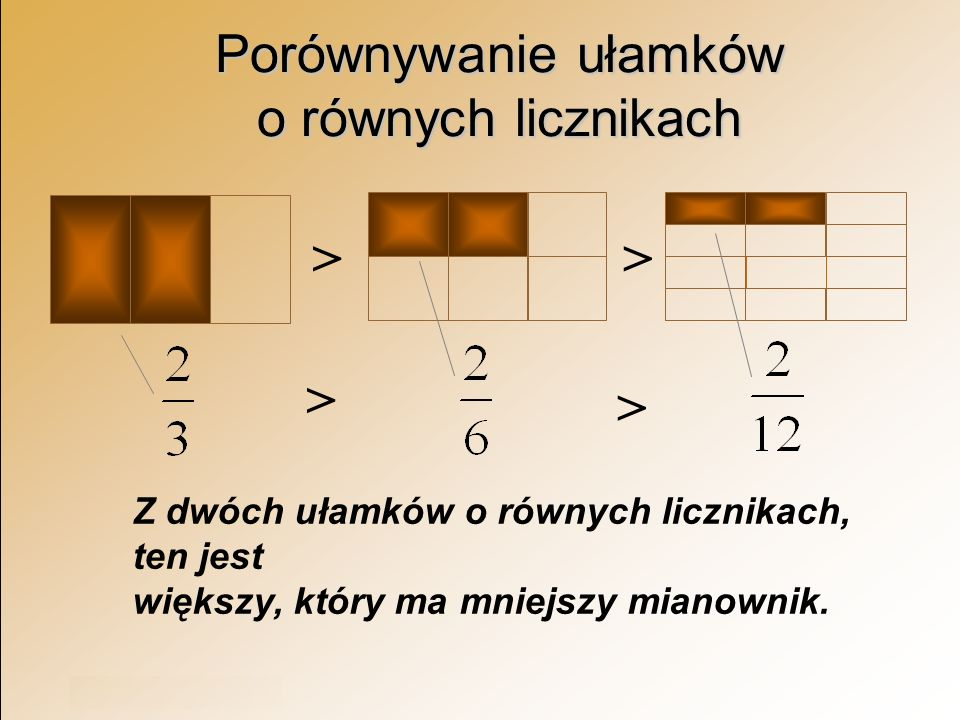 Porównywanie ułamków
o równych licznikach
> >
2/3 > 2/6 > 2/12
Z dwóch ułamków o równych licznikach,
ten jest
większy, który ma mniejszy mianownik.